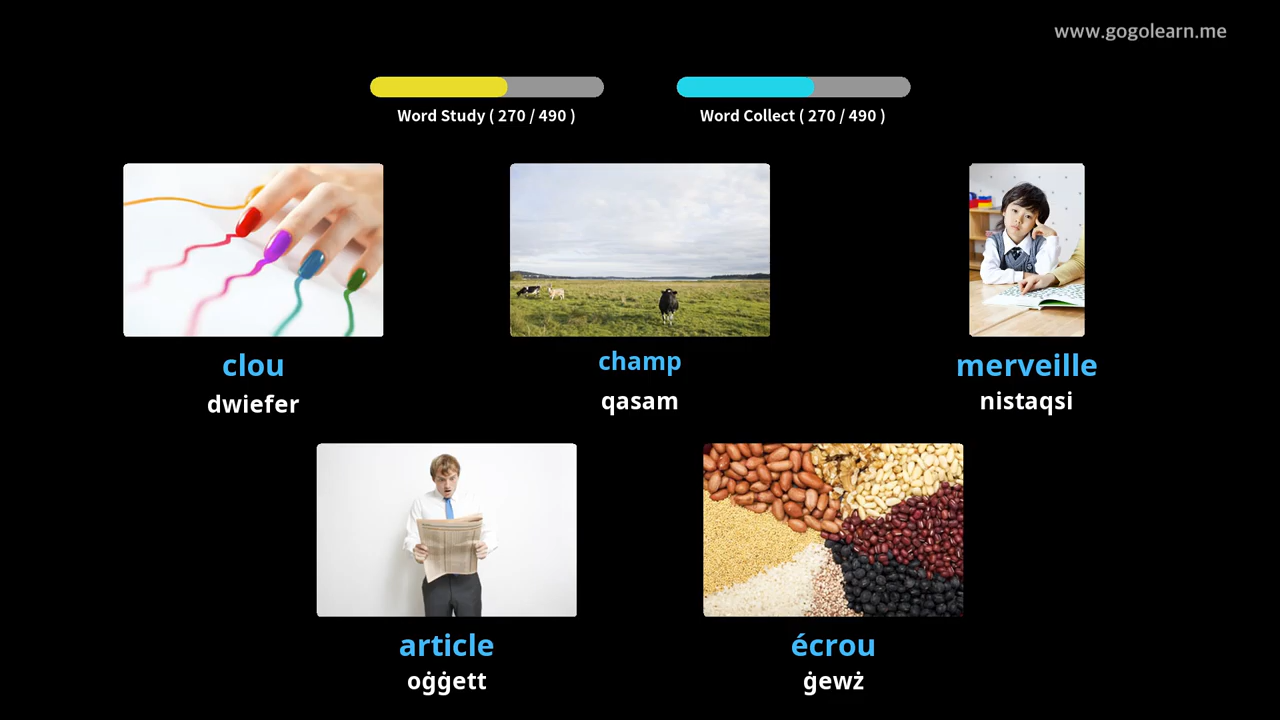 www.gogolearn.me
Word Study ( 270 / 490 )
Word Collect ( 270 / 490 )
clou
dwiefer
champ
qasam
merveille
nistaqsi
article
oġġett
écrou
ġewż